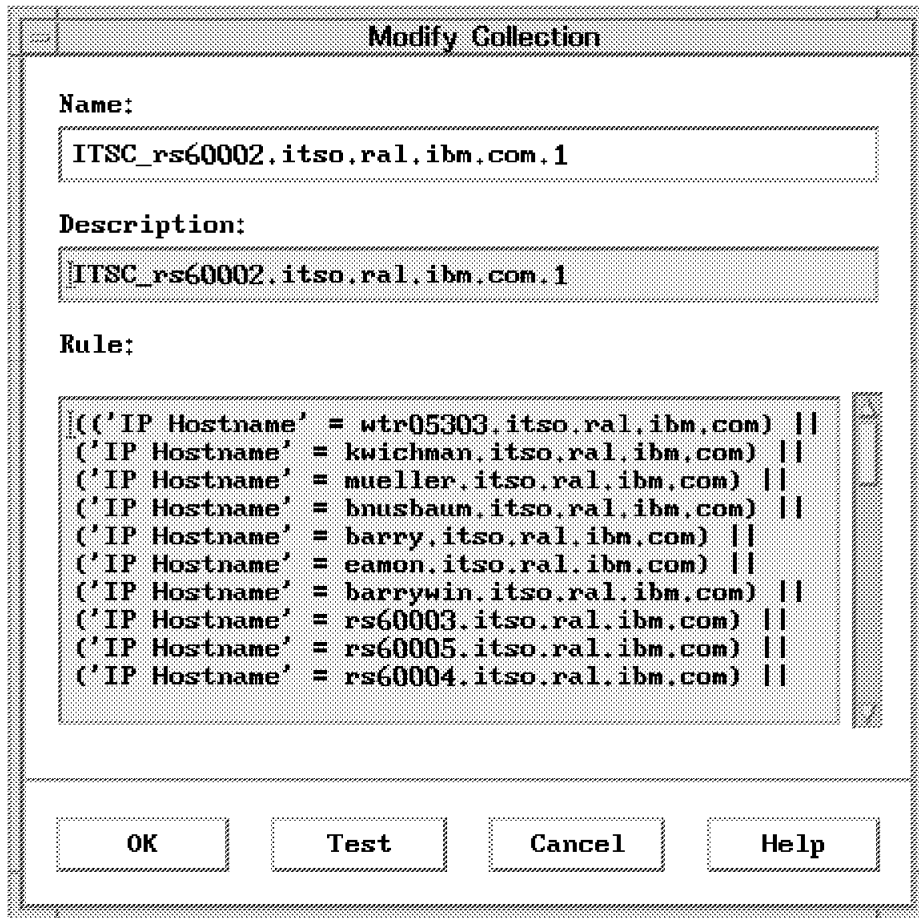 Modify Collection
Name:
ITSC_rs60002.itso.ral.ibm.com.1
Description:
ITSC_rs60002.itso.ral.ibm.com.1
Rule:
(('IP Hostname' = wtr05303.itso.ral.ibm.com) ||
('IP Hostname' = kwichman.itso.ral.ibm.com) ||
('IP Hostname' = mueller.itso.ral.ibm.com) ||
('IP Hostname' = bnusbaum.itso.ral.ibm.com) ||
('IP Hostname' = barry.itso.ral.ibm.com) ||
('IP Hostname' = eamon.itso.ral.ibm.com) ||
('IP Hostname' = barrywin.itso.ral.ibm.com) ||
('IP Hostname' = rs60003.itso.ral.ibm.com) ||
('IP Hostname' = rs60005.itso.ral.ibm.com) ||
('IP Hostname' = rs60004.itso.ral.ibm.com) ||
OK Test Cancel Help